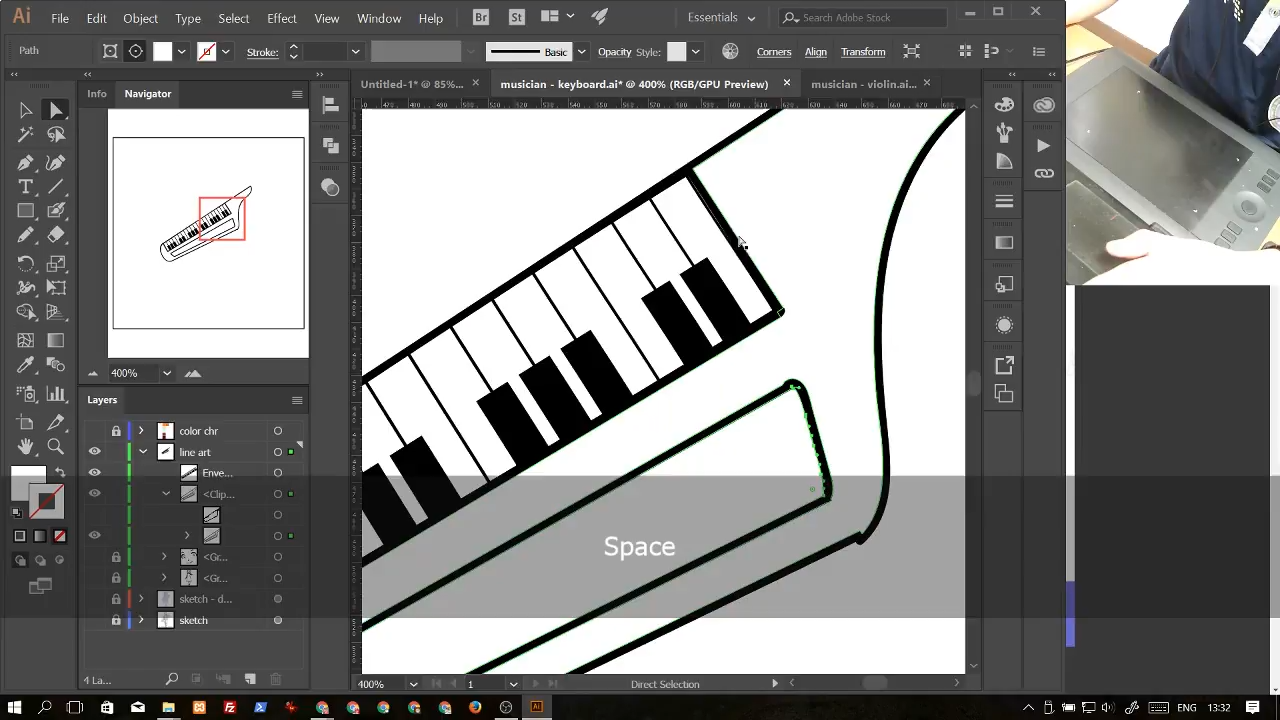 Ai File Edit Object Type Select Effect View Window Help Br St Essentials Search Adobe Stock
Path Stroke: Basic Opacity Style: Corners Align Transform
Untitled-1* @ 85%... musician - keyboard.ai* @ 400% (RGB/GPU Preview) musician - violin.ai...
Info Navigator
400%
Layers
color chr
line art
Enve...
<Clip...
<Gr...
<Gr...
sketch - d...
sketch
4 La...
Space
400% 1 Direct Selection
ENG 13:32